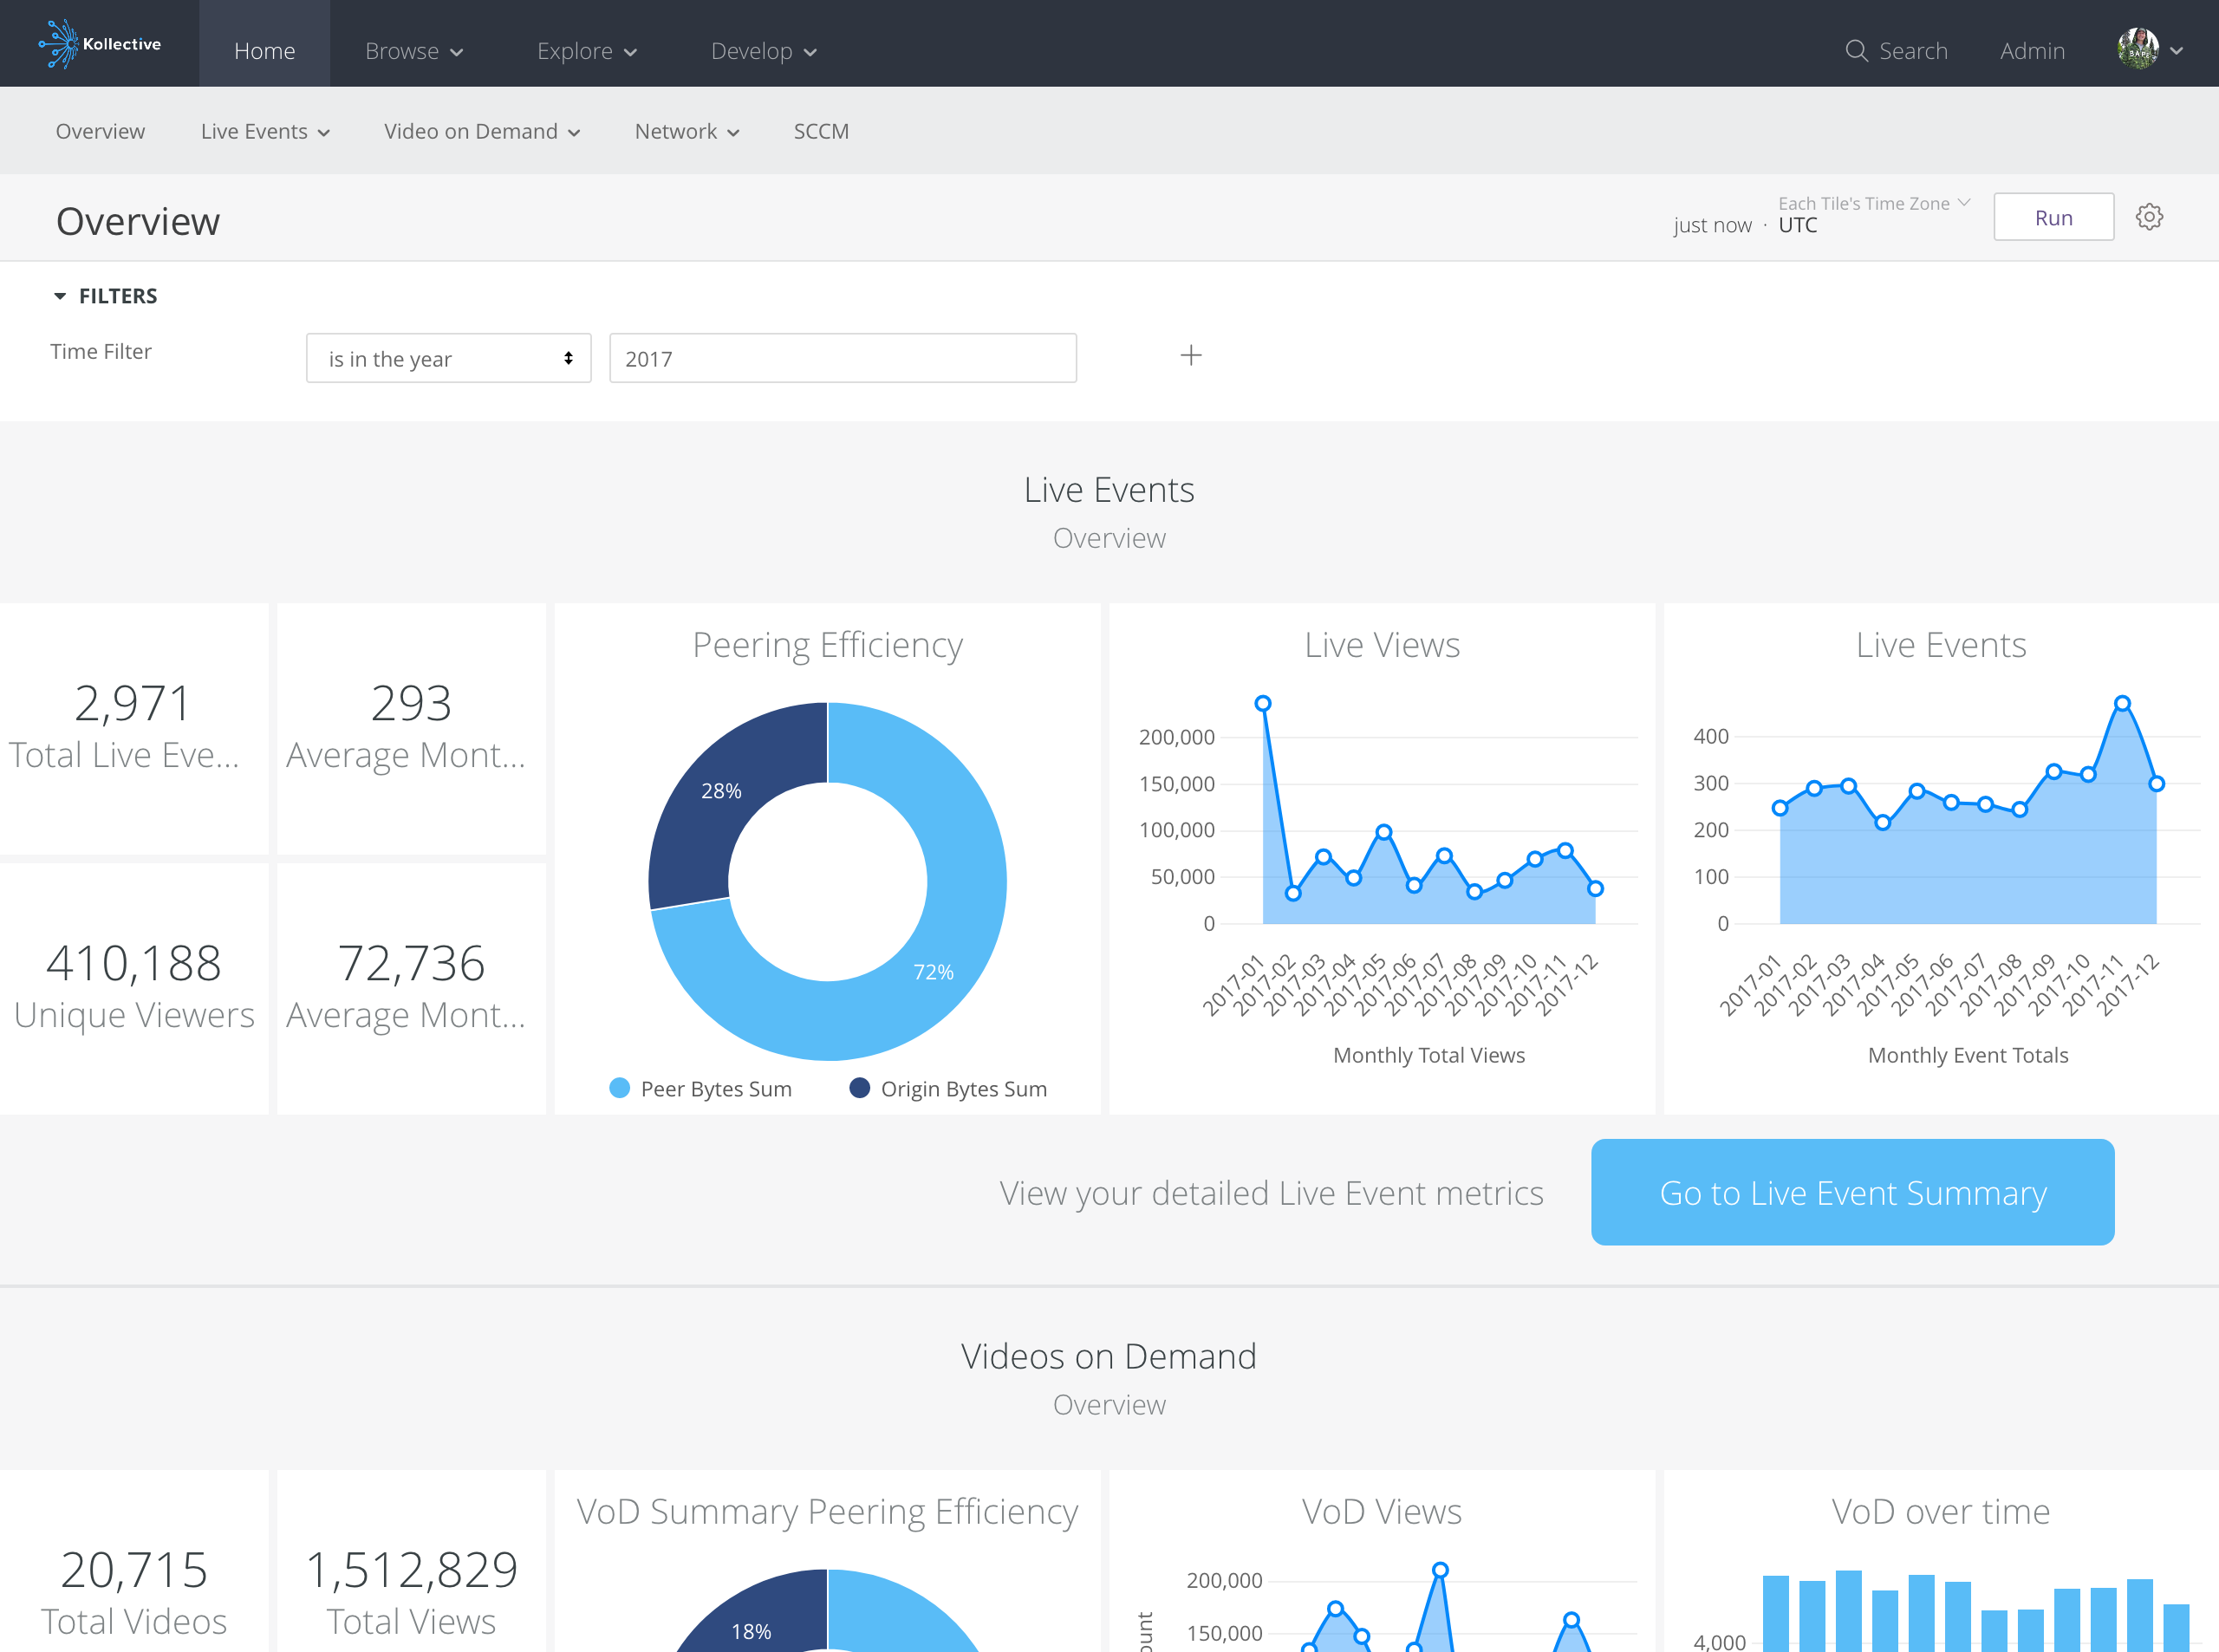 Kollective
Home
Browse
Explore
Develop
Search
Admin
Overview
Live Events
Video on Demand
Network
SCCM
Overview
Each Tile's Time Zone
just now · UTC
Run
FILTERS
Time Filter
is in the year
2017
Live Events
Overview
2,971
Total Live Eve...
293
Average Mont...
410,188
Unique Viewers
72,736
Average Mont...
Peering Efficiency
28%
72%
Peer Bytes Sum
Origin Bytes Sum
Live Views
200,000
150,000
100,000
50,000
0
2017-01
2017-02
2017-03
2017-04
2017-05
2017-06
2017-07
2017-08
2017-09
2017-10
2017-11
2017-12
Monthly Total Views
Live Events
400
300
200
100
0
2017-01
2017-02
2017-03
2017-04
2017-05
2017-06
2017-07
2017-08
2017-09
2017-10
2017-11
2017-12
Monthly Event Totals
View your detailed Live Event metrics
Go to Live Event Summary
Videos on Demand
Overview
20,715
Total Videos
1,512,829
Total Views
VoD Summary Peering Efficiency
18%
VoD Views
200,000
150,000
VoD over time
4,000